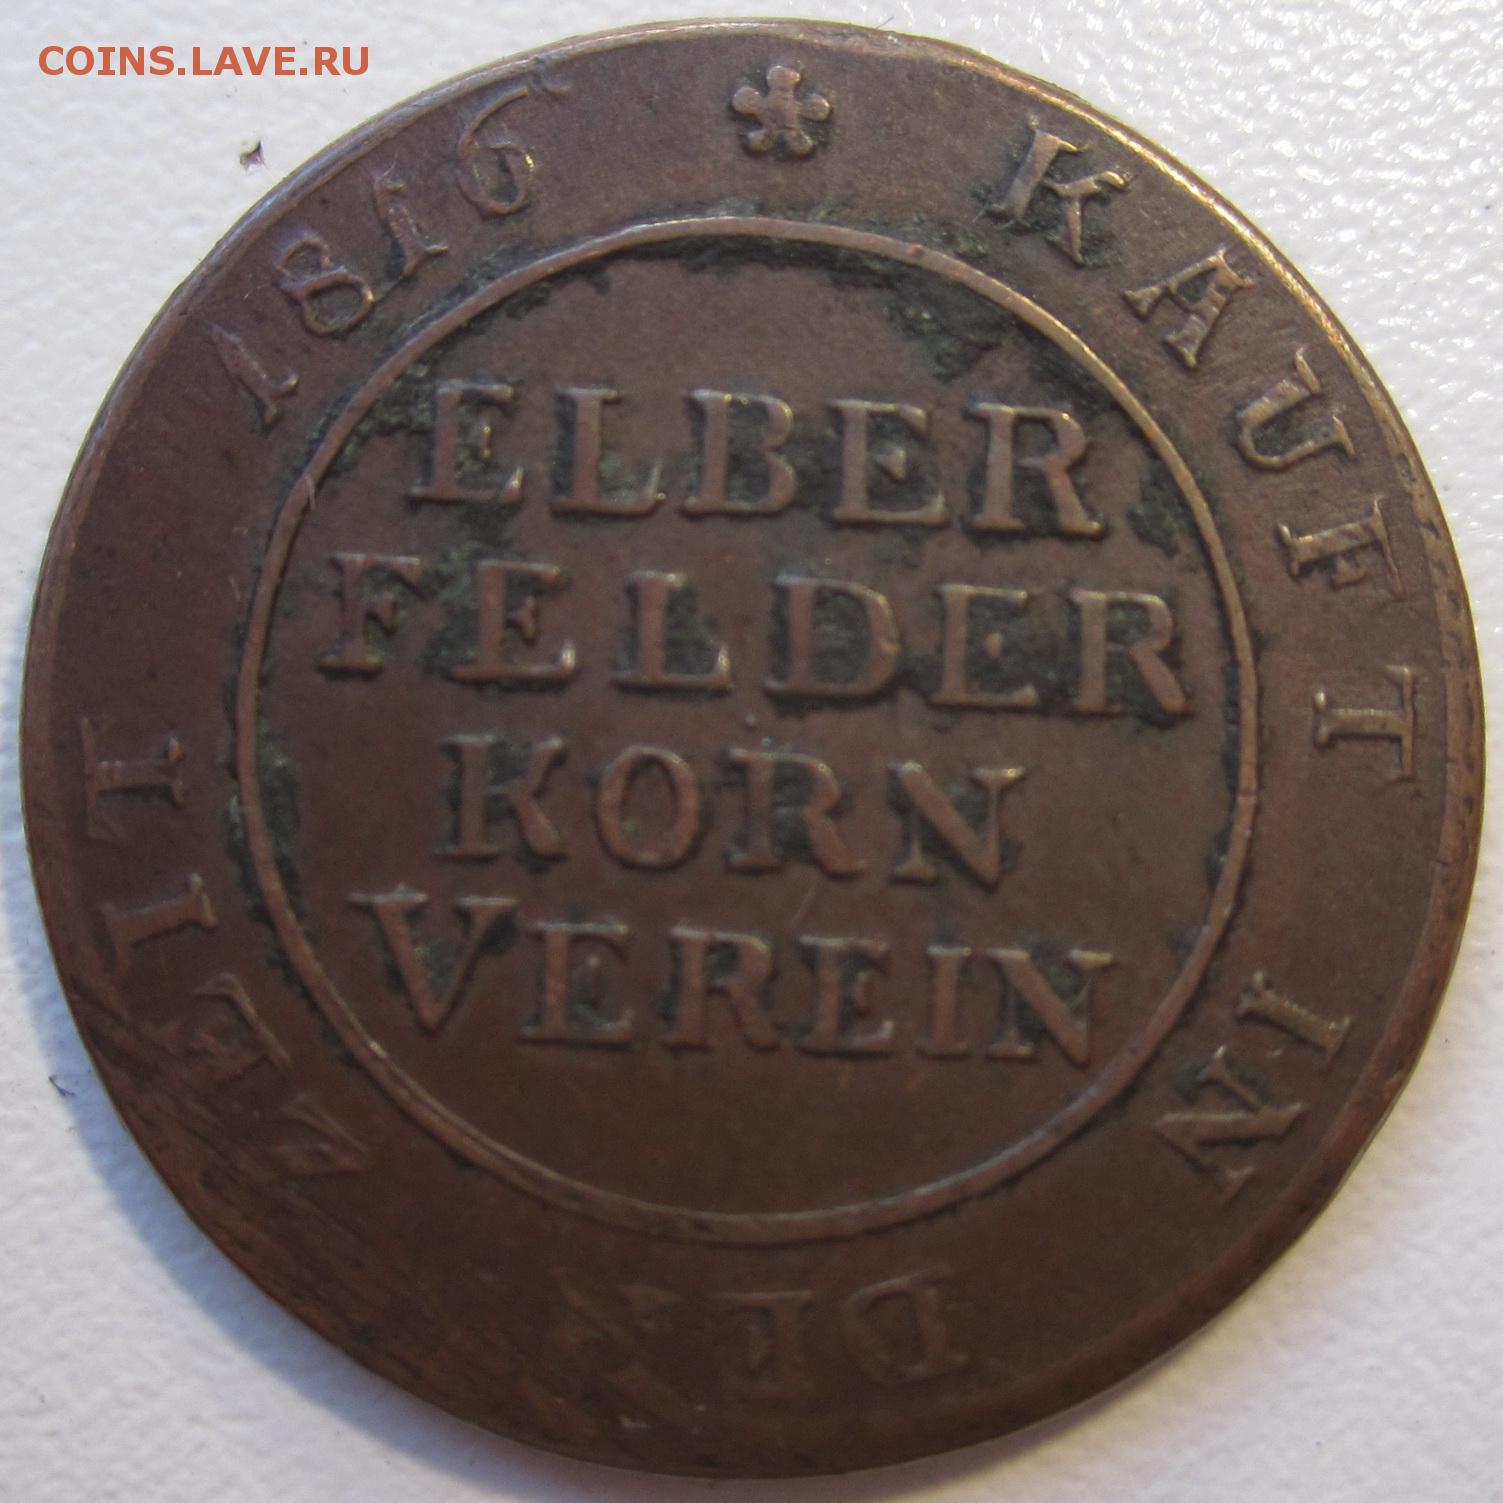 COINS.LAVE.RU
KAUFT IN DER ZEIT 1816
ELBER
FELDER
KORN
VEREIN